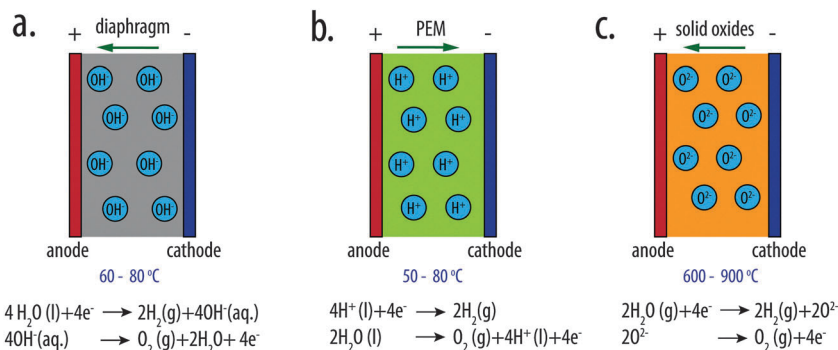 a.
diaphragm
+ -
OH⁻ OH⁻
OH⁻ OH⁻
OH⁻ OH⁻
OH⁻ OH⁻
anode cathode
60 - 80 ⁰C
4 H₂O (l)+4e⁻ → 2H₂(g)+4OH⁻(aq.)
4OH⁻(aq.) → O₂ (g)+2H₂O+ 4e⁻
b.
PEM
+ -
H⁺ H⁺
H⁺ H⁺
H⁺ H⁺
H⁺ H⁺
anode cathode
50 - 80 ⁰C
4H⁺ (l)+4e⁻ → 2H₂(g)
2H₂O (l) → O₂ (g)+4H⁺ (l)+4e⁻
c.
solid oxides
+ -
O²⁻ O²⁻
O²⁻ O²⁻
O²⁻ O²⁻
O²⁻ O²⁻
anode cathode
600 - 900 ⁰C
2H₂O (g)+4e⁻ → 2H₂(g)+2O²⁻
2O²⁻ → O₂ (g)+4e⁻